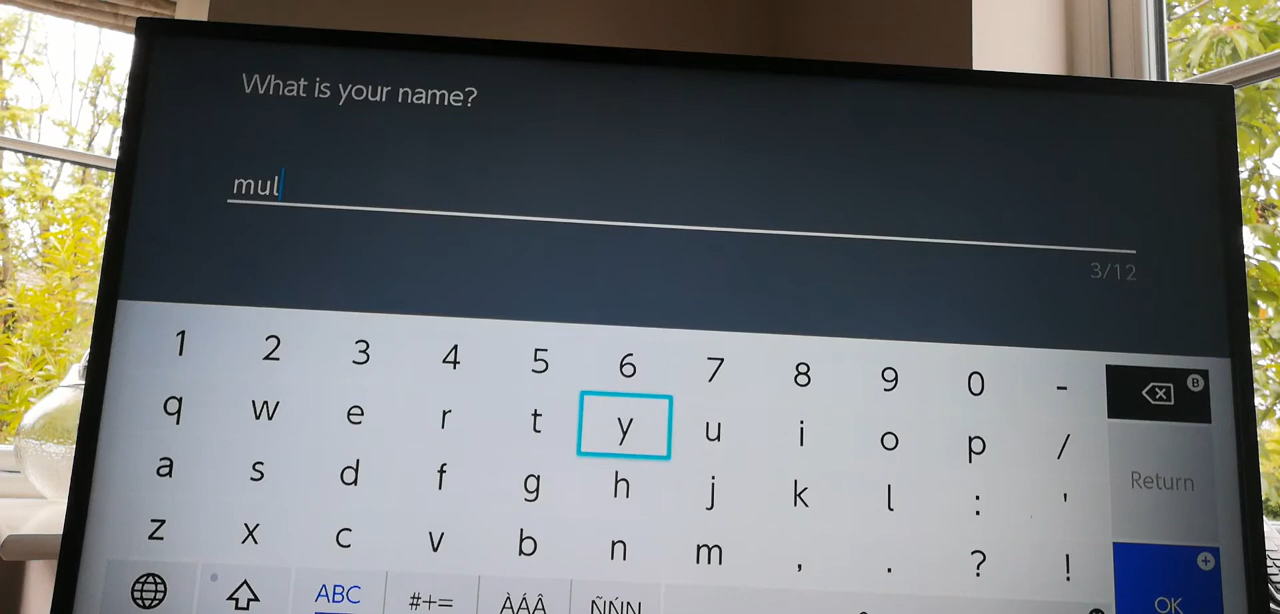 What is your name?
mul
3/12
1 2 3 4 5 6 7 8 9 0 -
B
q w e r t y u i o p /
a s d f g h j k l : '
Return
z x c v b n m , . ? !
+
ABC #+= ÀÁÂ ÑŃN OK